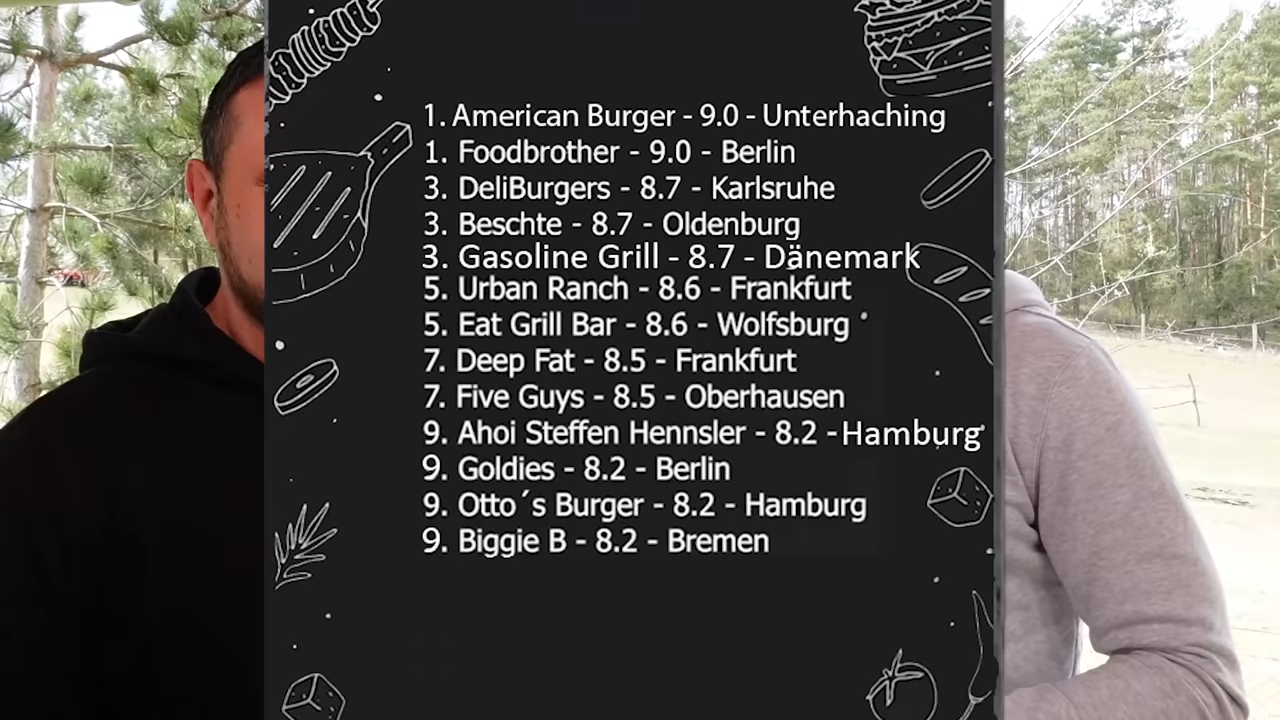 1. American Burger - 9.0 - Unterhaching
1. Foodbrother - 9.0 - Berlin
3. DeliBurgers - 8.7 - Karlsruhe
3. Beschte - 8.7 - Oldenburg
3. Gasoline Grill - 8.7 - Dänemark
5. Urban Ranch - 8.6 - Frankfurt
5. Eat Grill Bar - 8.6 - Wolfsburg
7. Deep Fat - 8.5 - Frankfurt
7. Five Guys - 8.5 - Oberhausen
9. Ahoi Steffen Hennsler - 8.2 -Hamburg
9. Goldies - 8.2 - Berlin
9. Otto´s Burger - 8.2 - Hamburg
9. Biggie B - 8.2 - Bremen